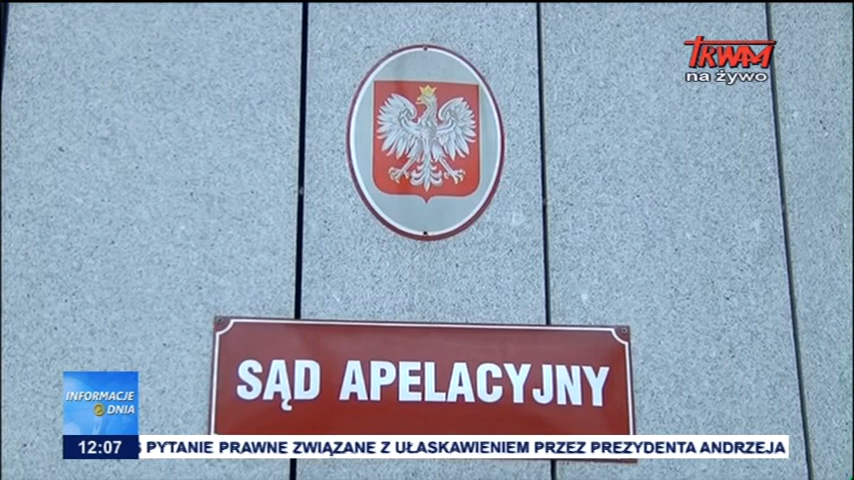 TRWAM
na żywo
SĄD APELACYJNY
INFORMACJE
DNIA
12:07
PYTANIE PRAWNE ZWIĄZANE Z UŁASKAWIENIEM PRZEZ PREZYDENTA ANDRZEJA